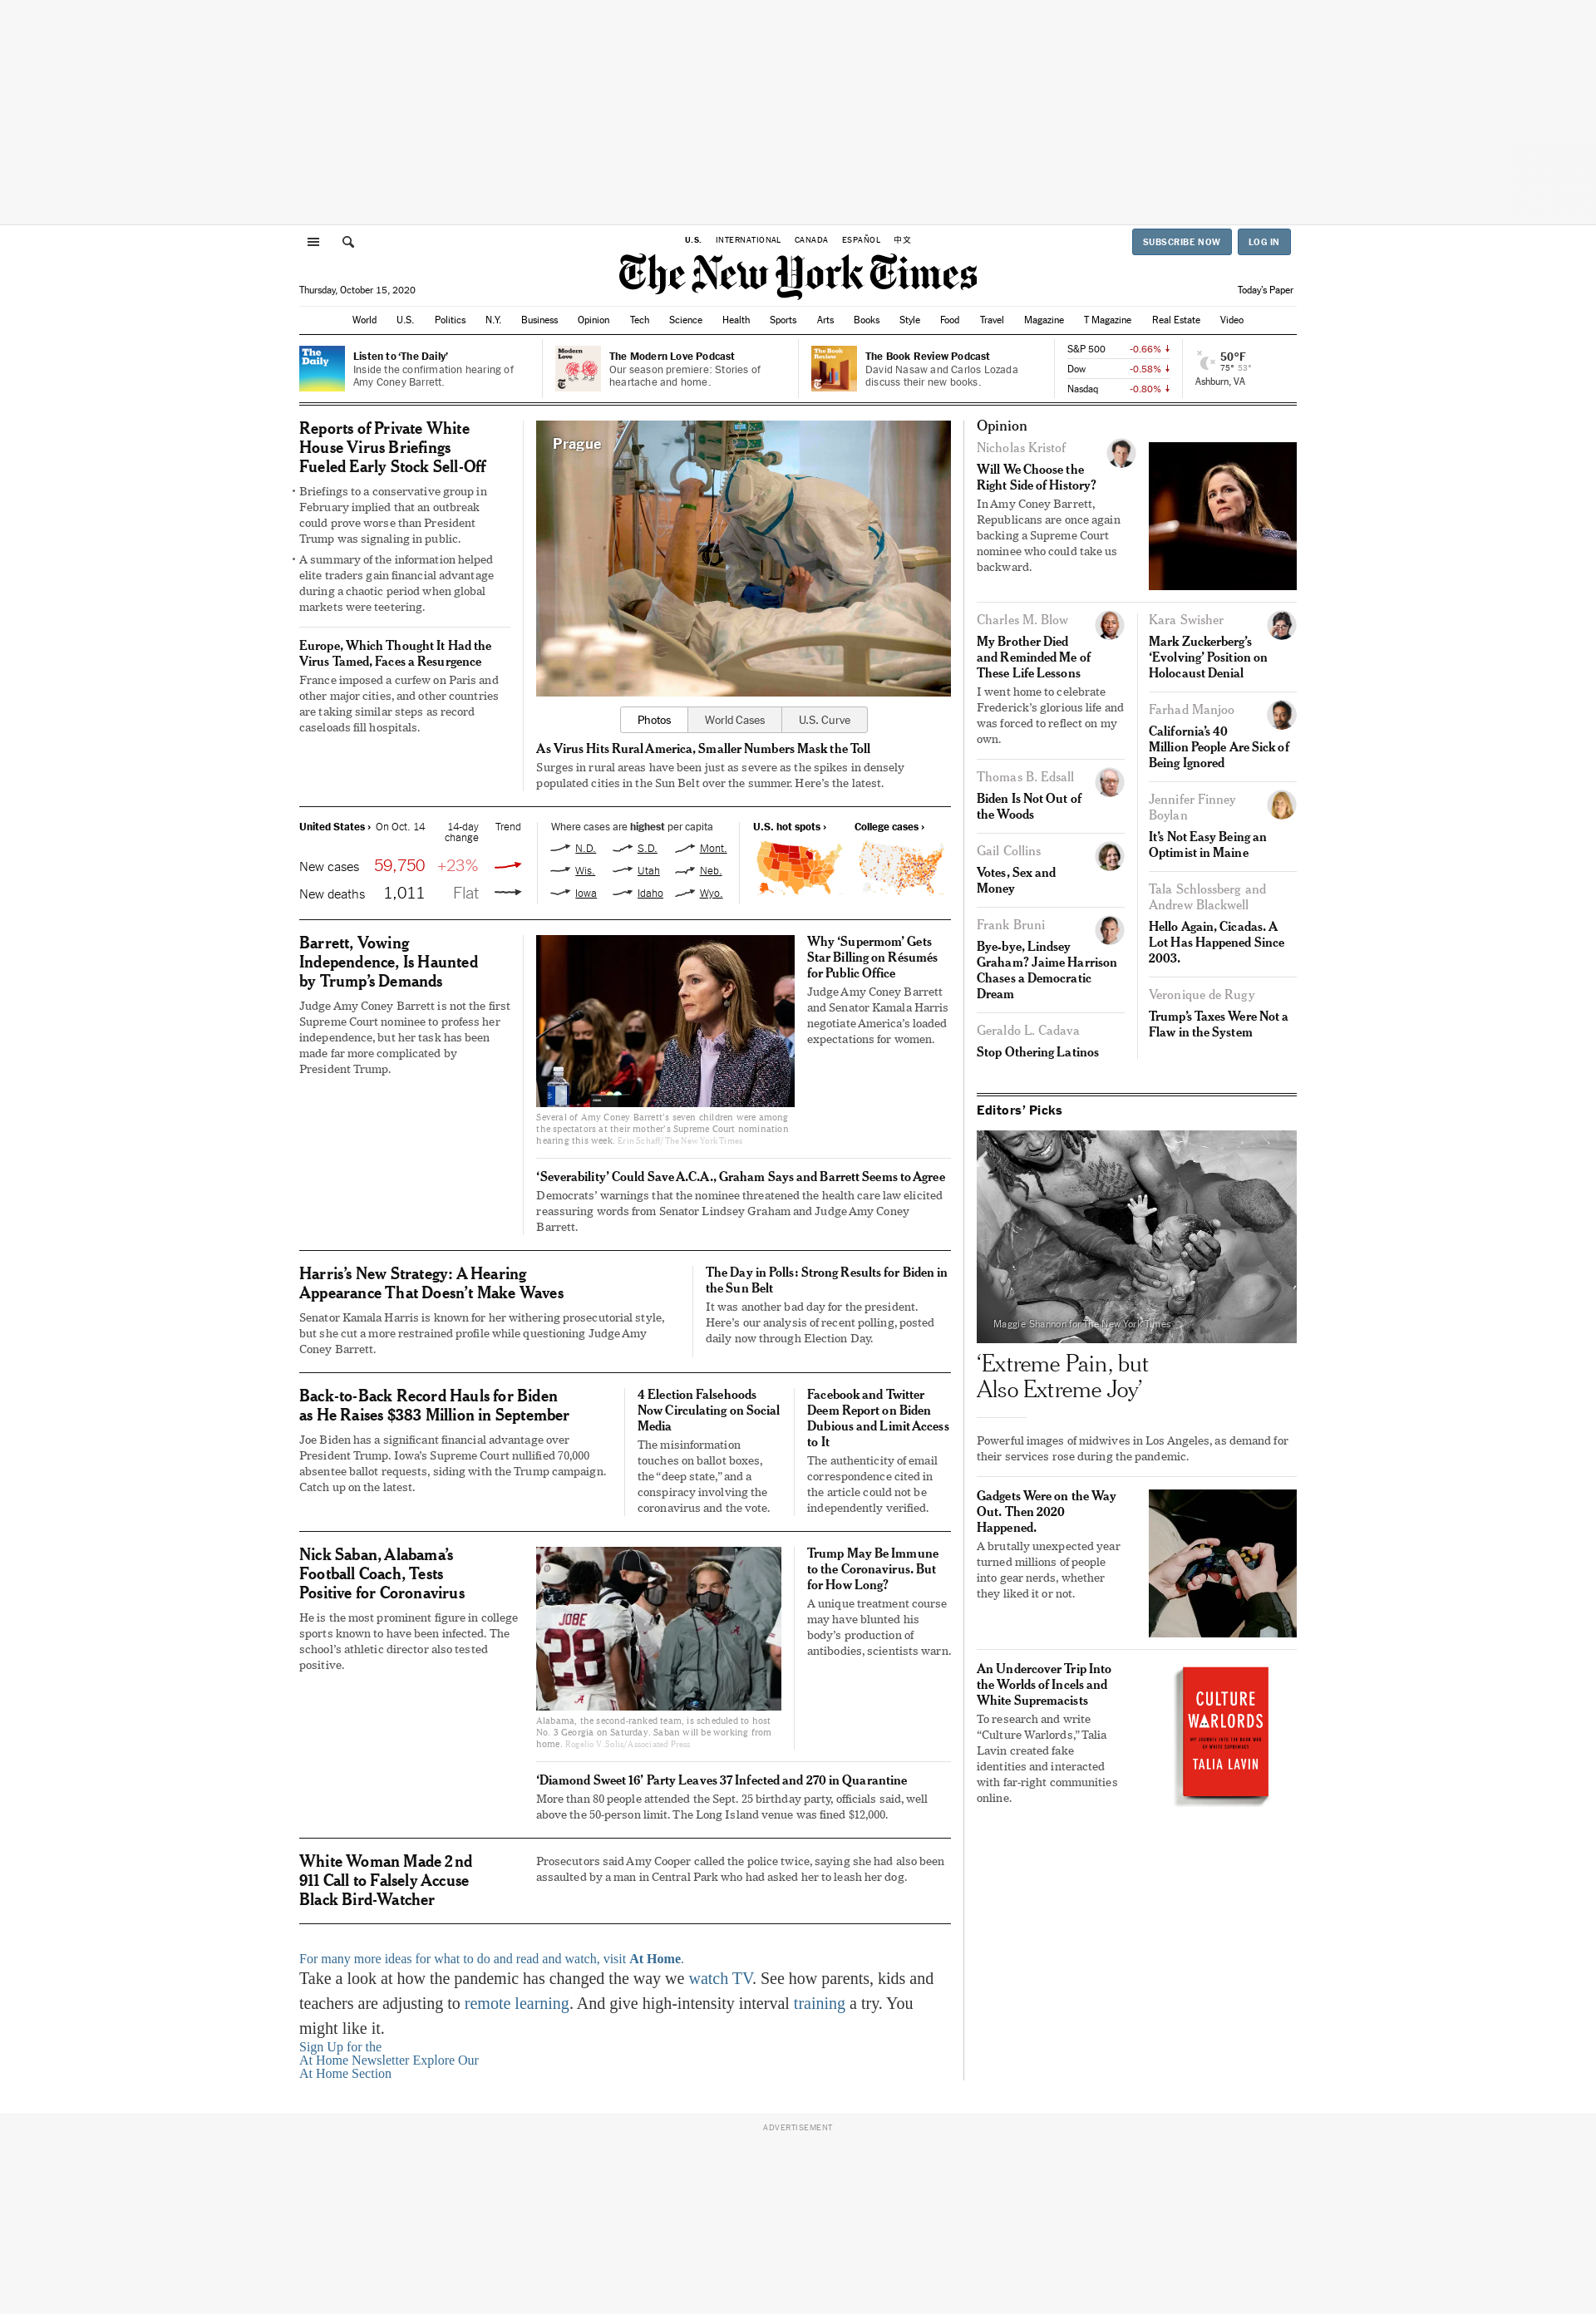 U.S. INTERNATIONAL CANADA ESPAÑOL 中文
SUBSCRIBE NOW LOG IN
The New York Times
Thursday, October 15, 2020
Today's Paper
World U.S. Politics N.Y. Business Opinion Tech Science Health Sports Arts Books Style Food Travel Magazine T Magazine Real Estate Video
The
Daily
Listen to ‘The Daily’
Inside the confirmation hearing of
Amy Coney Barrett.
Modern
Love
The Modern Love Podcast
Our season premiere: Stories of
heartache and home.
The Book
Review
The Book Review Podcast
David Nasaw and Carlos Lozada
discuss their new books.
S&P 500 -0.66%
Dow -0.58%
Nasdaq -0.80%
50°F
75° 53°
Ashburn, VA
Reports of Private White
House Virus Briefings
Fueled Early Stock Sell-Off
• Briefings to a conservative group in
February implied that an outbreak
could prove worse than President
Trump was signaling in public.
• A summary of the information helped
elite traders gain financial advantage
during a chaotic period when global
markets were teetering.
Europe, Which Thought It Had the
Virus Tamed, Faces a Resurgence
France imposed a curfew on Paris and
other major cities, and other countries
are taking similar steps as record
caseloads fill hospitals.
Prague
Photos World Cases U.S. Curve
As Virus Hits Rural America, Smaller Numbers Mask the Toll
Surges in rural areas have been just as severe as the spikes in densely
populated cities in the Sun Belt over the summer. Here’s the latest.
United States › On Oct. 14 14-day
change Trend
New cases 59,750 +23%
New deaths 1,011 Flat
Where cases are highest per capita
N.D. S.D. Mont.
Wis. Utah Neb.
Iowa Idaho Wyo.
U.S. hot spots › College cases ›
Barrett, Vowing
Independence, Is Haunted
by Trump’s Demands
Judge Amy Coney Barrett is not the first
Supreme Court nominee to profess her
independence, but her task has been
made far more complicated by
President Trump.
Several of Amy Coney Barrett’s seven children were among
the spectators at their mother’s Supreme Court nomination
hearing this week. Erin Schaff/The New York Times
Why ‘Supermom’ Gets
Star Billing on Résumés
for Public Office
Judge Amy Coney Barrett
and Senator Kamala Harris
negotiate America’s loaded
expectations for women.
‘Severability’ Could Save A.C.A., Graham Says and Barrett Seems to Agree
Democrats’ warnings that the nominee threatened the health care law elicited
reassuring words from Senator Lindsey Graham and Judge Amy Coney
Barrett.
Harris’s New Strategy: A Hearing
Appearance That Doesn’t Make Waves
Senator Kamala Harris is known for her withering prosecutorial style,
but she cut a more restrained profile while questioning Judge Amy
Coney Barrett.
The Day in Polls: Strong Results for Biden in
the Sun Belt
It was another bad day for the president.
Here’s our analysis of recent polling, posted
daily now through Election Day.
Back-to-Back Record Hauls for Biden
as He Raises $383 Million in September
Joe Biden has a significant financial advantage over
President Trump. Iowa’s Supreme Court nullified 70,000
absentee ballot requests, siding with the Trump campaign.
Catch up on the latest.
4 Election Falsehoods
Now Circulating on Social
Media
The misinformation
touches on ballot boxes,
the “deep state,” and a
conspiracy involving the
coronavirus and the vote.
Facebook and Twitter
Deem Report on Biden
Dubious and Limit Access
to It
The authenticity of email
correspondence cited in
the article could not be
independently verified.
Nick Saban, Alabama’s
Football Coach, Tests
Positive for Coronavirus
He is the most prominent figure in college
sports known to have been infected. The
school’s athletic director also tested
positive.
JOBE
28
Alabama, the second-ranked team, is scheduled to host
No. 3 Georgia on Saturday. Saban will be working from
home. Rogelio V. Solis/Associated Press
Trump May Be Immune
to the Coronavirus. But
for How Long?
A unique treatment course
may have blunted his
body’s production of
antibodies, scientists warn.
‘Diamond Sweet 16’ Party Leaves 37 Infected and 270 in Quarantine
More than 80 people attended the Sept. 25 birthday party, officials said, well
above the 50-person limit. The Long Island venue was fined $12,000.
White Woman Made 2nd
911 Call to Falsely Accuse
Black Bird-Watcher
Prosecutors said Amy Cooper called the police twice, saying she had also been
assaulted by a man in Central Park who had asked her to leash her dog.
For many more ideas for what to do and read and watch, visit At Home.
Take a look at how the pandemic has changed the way we watch TV. See how parents, kids and
teachers are adjusting to remote learning. And give high-intensity interval training a try. You
might like it.
Sign Up for the
At Home Newsletter Explore Our
At Home Section
Opinion
Nicholas Kristof
Will We Choose the
Right Side of History?
In Amy Coney Barrett,
Republicans are once again
backing a Supreme Court
nominee who could take us
backward.
Charles M. Blow
My Brother Died
and Reminded Me of
These Life Lessons
I went home to celebrate
Frederick’s glorious life and
was forced to reflect on my
own.
Thomas B. Edsall
Biden Is Not Out of
the Woods
Gail Collins
Votes, Sex and
Money
Frank Bruni
Bye-bye, Lindsey
Graham? Jaime Harrison
Chases a Democratic
Dream
Geraldo L. Cadava
Stop Othering Latinos
Kara Swisher
Mark Zuckerberg’s
‘Evolving’ Position on
Holocaust Denial
Farhad Manjoo
California’s 40
Million People Are Sick of
Being Ignored
Jennifer Finney
Boylan
It’s Not Easy Being an
Optimist in Maine
Tala Schlossberg and
Andrew Blackwell
Hello Again, Cicadas. A
Lot Has Happened Since
2003.
Veronique de Rugy
Trump’s Taxes Were Not a
Flaw in the System
Editors’ Picks
Maggie Shannon for The New York Times
‘Extreme Pain, but
Also Extreme Joy’
Powerful images of midwives in Los Angeles, as demand for
their services rose during the pandemic.
Gadgets Were on the Way
Out. Then 2020
Happened.
A brutally unexpected year
turned millions of people
into gear nerds, whether
they liked it or not.
An Undercover Trip Into
the Worlds of Incels and
White Supremacists
To research and write
“Culture Warlords,” Talia
Lavin created fake
identities and interacted
with far-right communities
online.
CULTURE
WARLORDS
MY JOURNEY INTO THE DARK WEB
OF WHITE SUPREMACY
TALIA LAVIN
ADVERTISEMENT